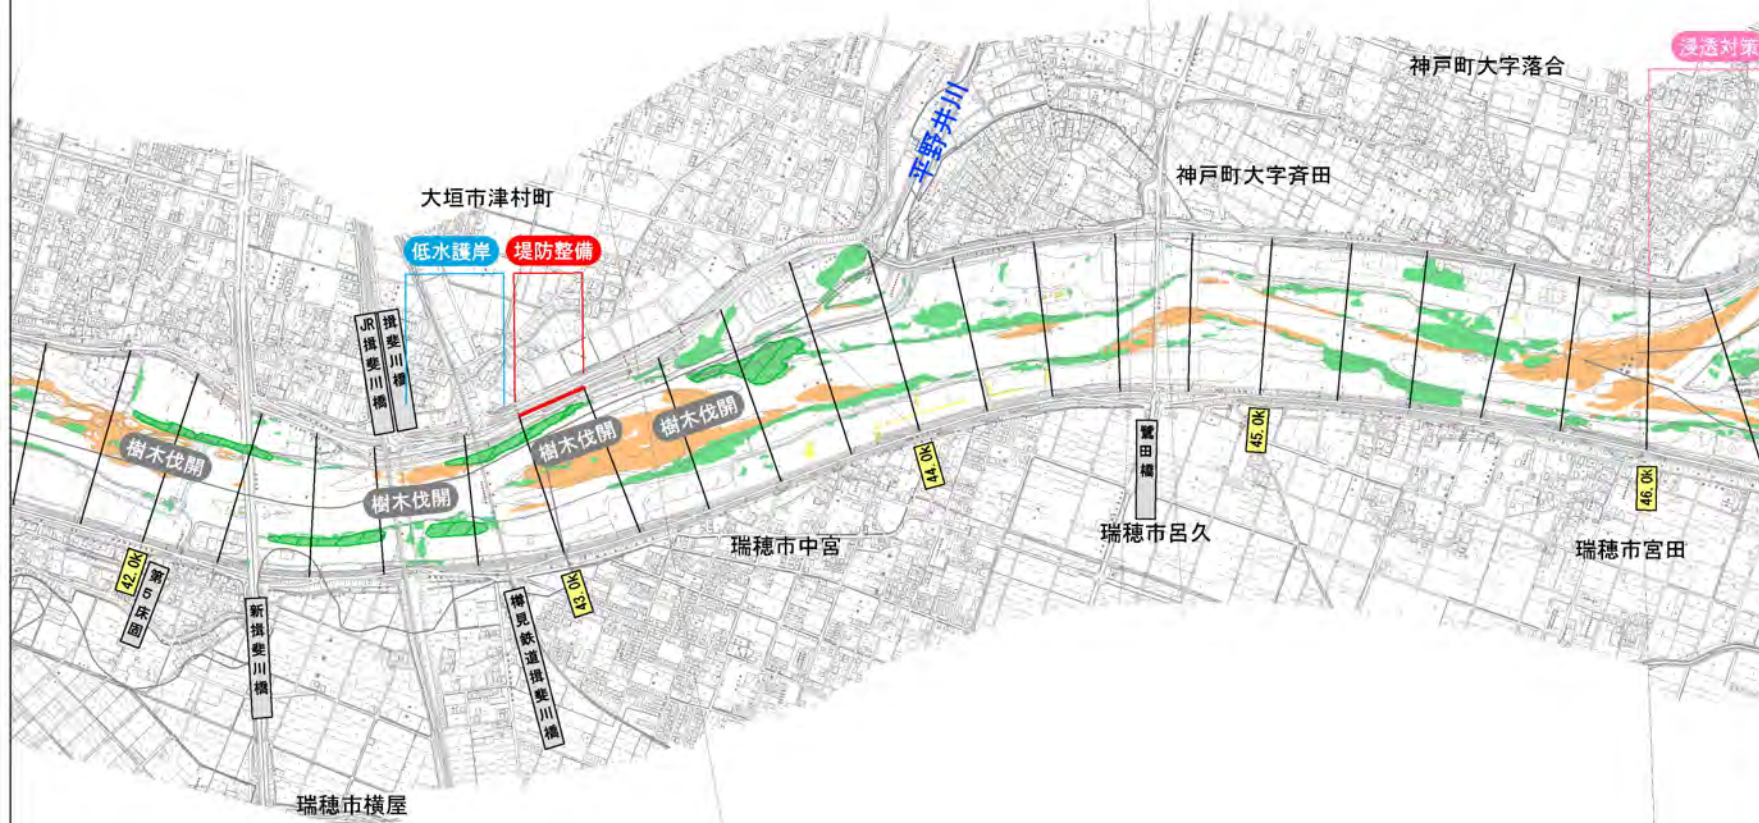 浸透対策
神戸町大字落合
平野井川
神戸町大字斉田
大垣市津村町
低水護岸
堤防整備
JR揖斐川橋
揖斐川橋
樹木伐開
樹木伐開
樹木伐開
樹木伐開
鷺田橋
45.0K
44.0K
46.0K
瑞穂市中宮
瑞穂市呂久
瑞穂市宮田
42.0K
第5床固
43.0K
新揖斐川橋
樽見鉄道揖斐川橋
瑞穂市横屋